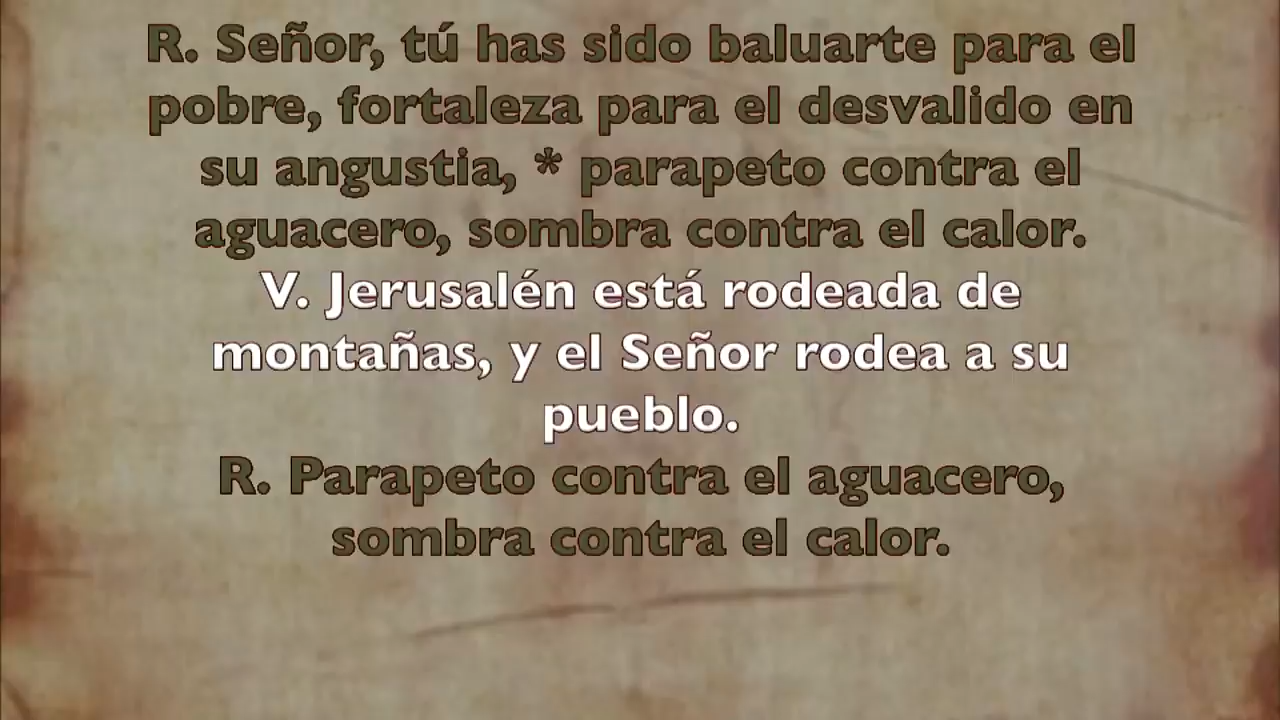 R. Señor, tú has sido baluarte para el
pobre, fortaleza para el desvalido en
su angustia, * parapeto contra el
aguacero, sombra contra el calor.
V. Jerusalén está rodeada de
montañas, y el Señor rodea a su
pueblo.
R. Parapeto contra el aguacero,
sombra contra el calor.